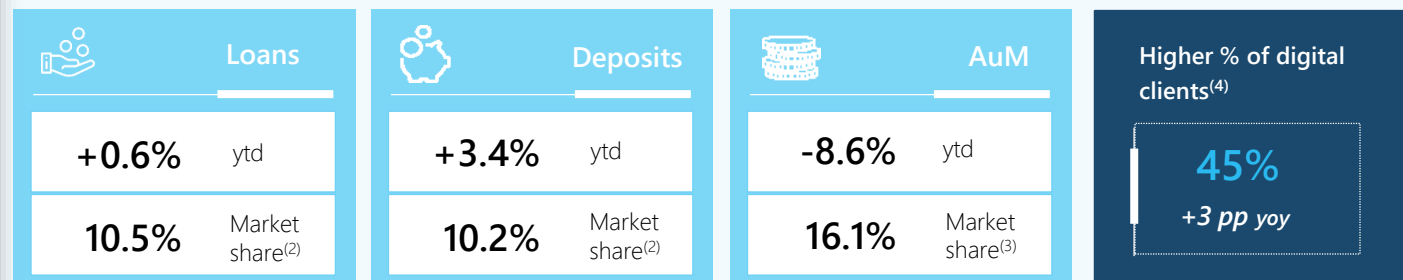 Loans
+0.6% ytd
10.5% Market
share(2)
Deposits
+3.4% ytd
10.2% Market
share(2)
AuM
-8.6% ytd
16.1% Market
share(3)
Higher % of digital
clients(4)
45%
+3 pp yoy